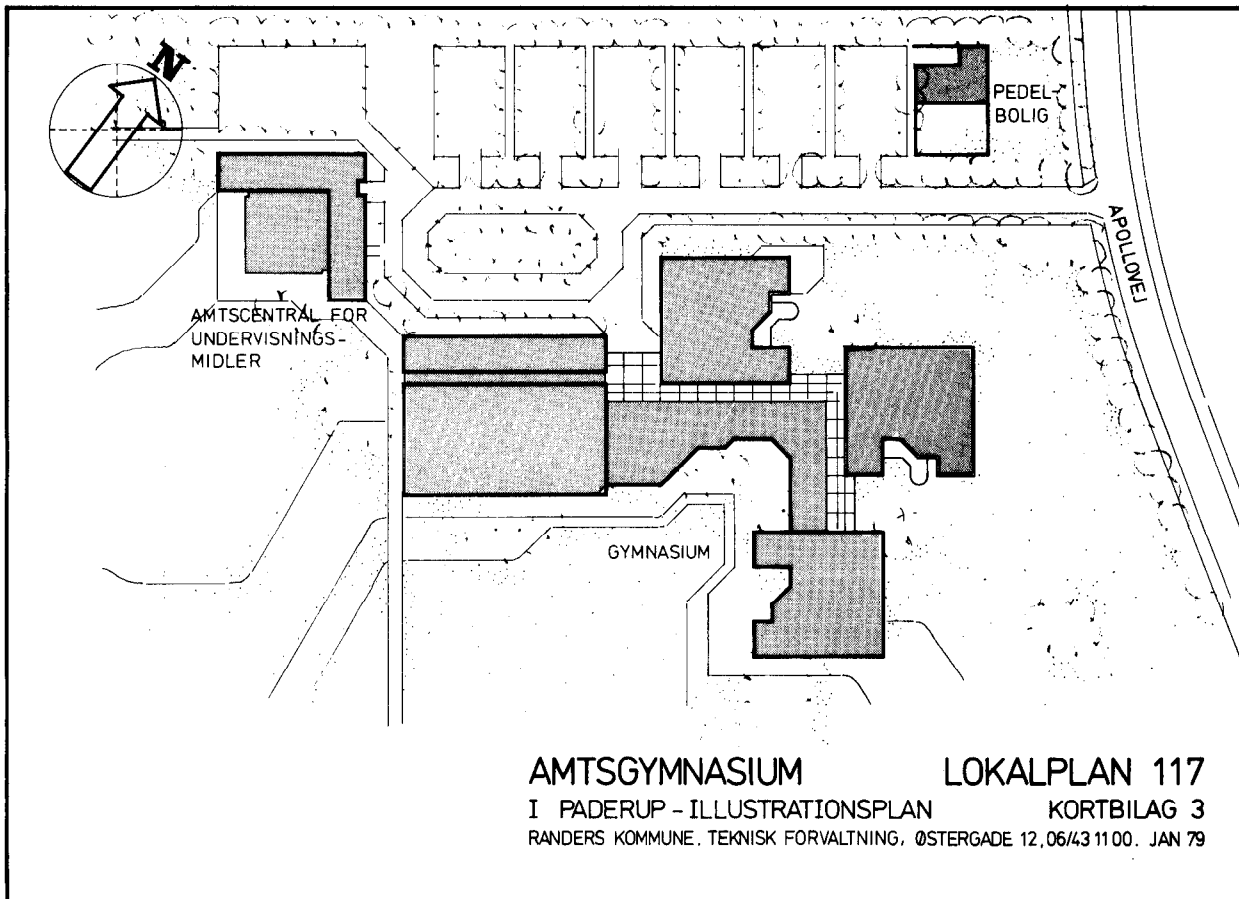 N
PEDEL-
BOLIG
APOLLOVEJ
AMTSCENTRAL FOR
UNDERVISNINGS-
MIDLER
GYMNASIUM
AMTSGYMNASIUM LOKALPLAN 117
I PADERUP - ILLUSTRATIONSPLAN KORTBILAG 3
RANDERS KOMMUNE. TEKNISK FORVALTNING, ØSTERGADE 12, 06/43 11 00. JAN 79